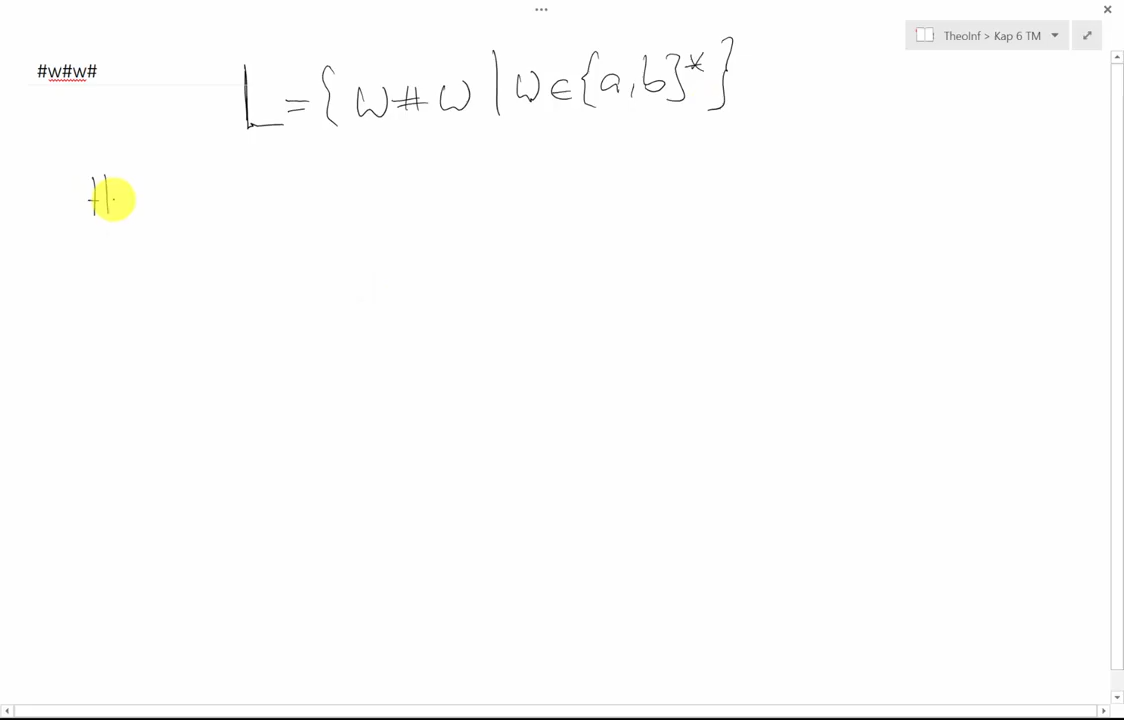 TheoInf > Kap 6 TM
#w#w#
L = { w#w | w ∈ {a,b}* }